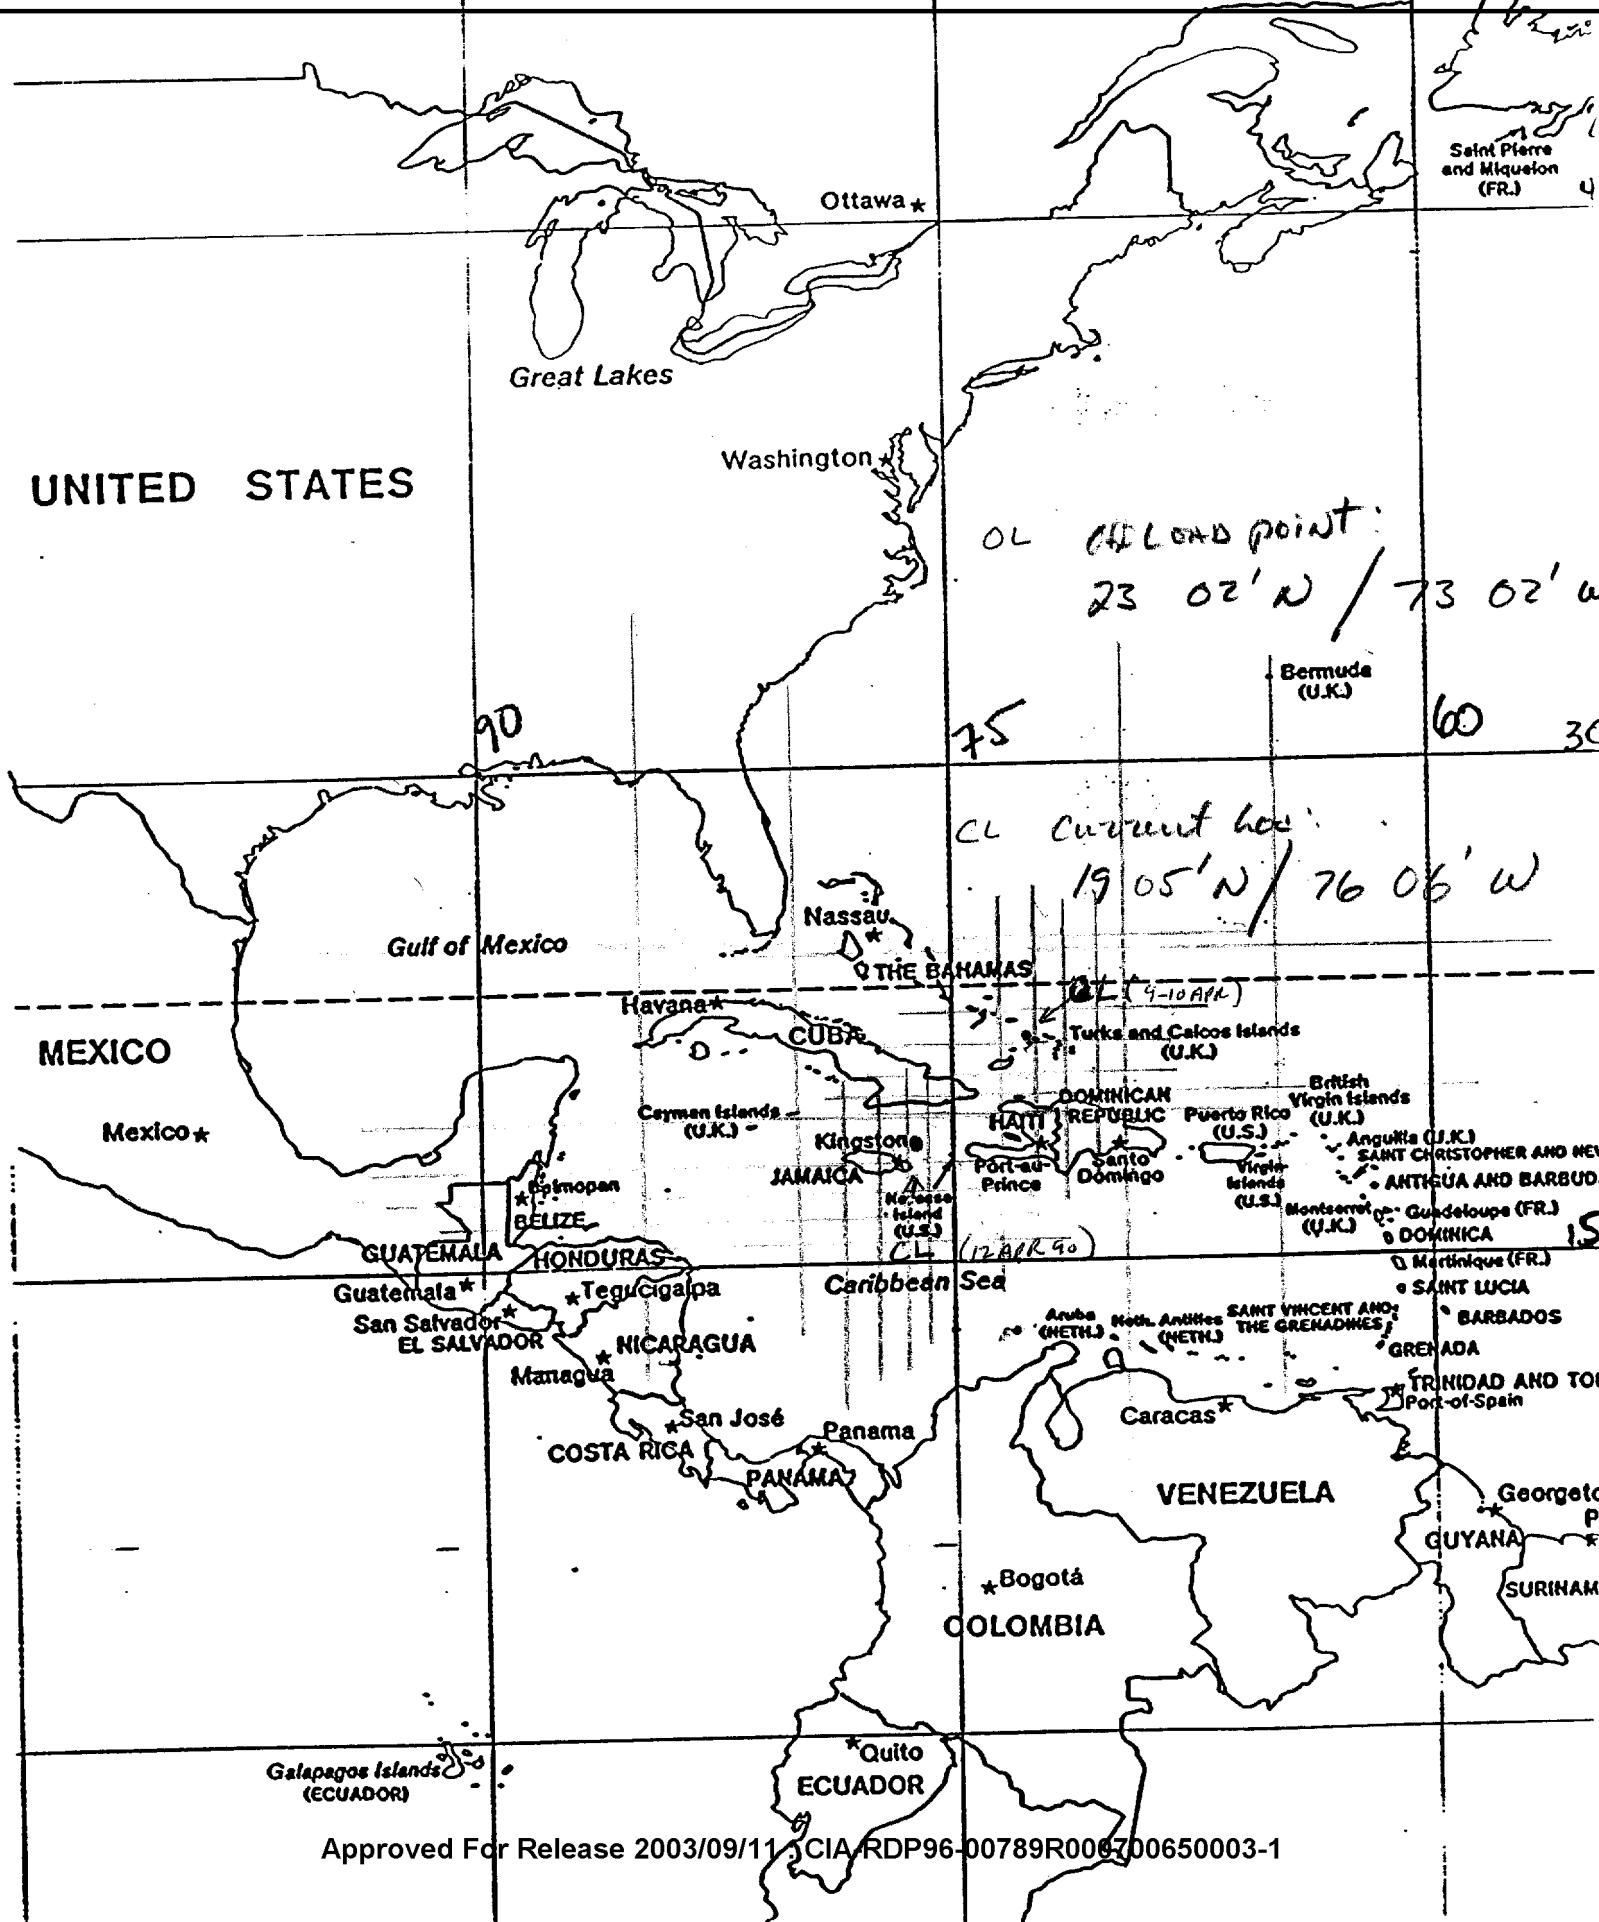 Saint Pierre
and Miquelon
(FR.)
4
Ottawa
Great Lakes
Washington
UNITED STATES
OL OffLOAD point:
23 02' N / 73 02' W
Bermuda
(U.K.)
90
75
60
30
CL Current Loc:
19 05' N / 76 06' W
Nassau
Gulf of Mexico
THE BAHAMAS
OL (9-10 APR)
Havana
CUBA
Turks and Caicos Islands
(U.K.)
MEXICO
Mexico
Cayman Islands
(U.K.)
DOMINICAN
REPUBLIC
HAITI
Puerto Rico
(U.S.)
British
Virgin Islands
(U.K.)
Kingston
JAMAICA
Port-au-
Prince
Santo
Domingo
Virgin
Islands
(U.S.)
Anguilla (U.K.)
SAINT CHRISTOPHER AND NEV
ANTIGUA AND BARBUD
Navassa
Island
(U.S.)
Montserrat
(U.K.)
Guadeloupe (FR.)
DOMINICA
15
Belmopan
BELIZE
CL (12 APR 90)
GUATEMALA
HONDURAS
Martinique (FR.)
Guatemala
Tegucigalpa
Caribbean Sea
SAINT LUCIA
San Salvador
EL SALVADOR
NICARAGUA
Managua
Aruba
(NETH.)
Neth. Antilles
(NETH.)
SAINT VINCENT AND
THE GRENADINES
BARBADOS
GRENADA
TRINIDAD AND TO
Port-of-Spain
San José
COSTA RICA
Panama
PANAMA
Caracas
VENEZUELA
Georgeto
P
GUYANA
SURINAM
Bogotá
COLOMBIA
Galapagos Islands
(ECUADOR)
Quito
ECUADOR
Approved For Release 2003/09/11 : CIA-RDP96-00789R000700650003-1